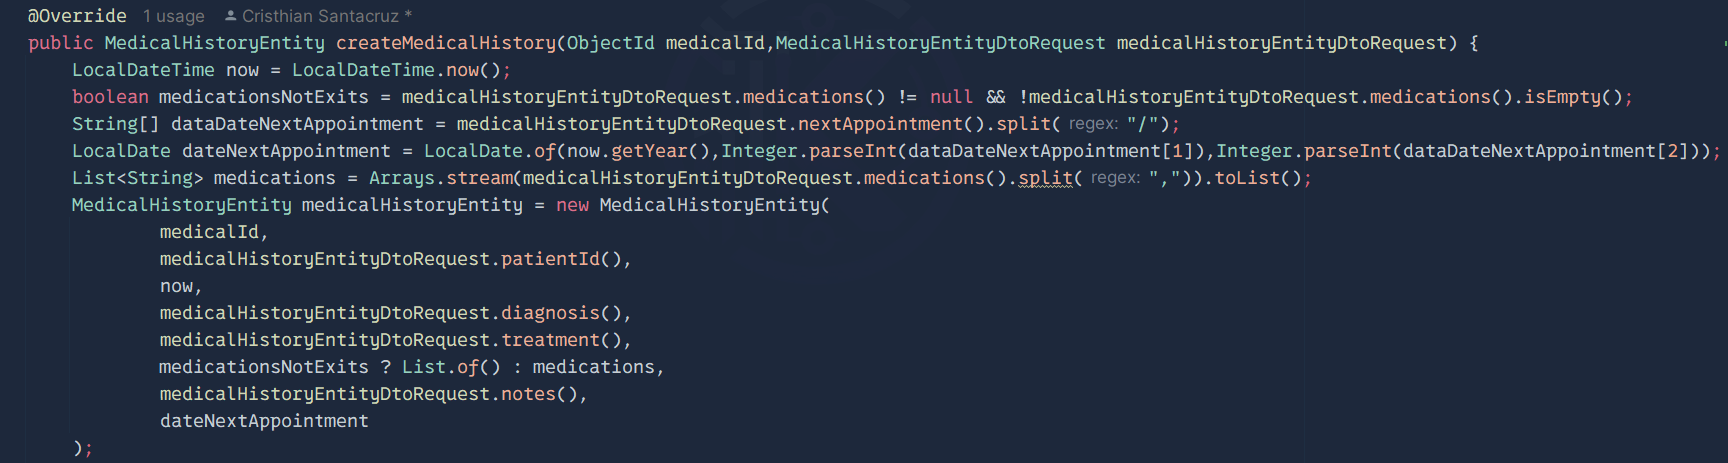 @Override 1 usage Cristhian Santacruz *
public MedicalHistoryEntity createMedicalHistory(ObjectId medicalId,MedicalHistoryEntityDtoRequest medicalHistoryEntityDtoRequest) {
LocalDateTime now = LocalDateTime.now();
boolean medicationsNotExits = medicalHistoryEntityDtoRequest.medications() != null && !medicalHistoryEntityDtoRequest.medications().isEmpty();
String[] dataDateNextAppointment = medicalHistoryEntityDtoRequest.nextAppointment().split( regex: "/");
LocalDate dateNextAppointment = LocalDate.of(now.getYear(),Integer.parseInt(dataDateNextAppointment[1]),Integer.parseInt(dataDateNextAppointment[2]));
List<String> medications = Arrays.stream(medicalHistoryEntityDtoRequest.medications().split( regex: ",")).toList();
MedicalHistoryEntity medicalHistoryEntity = new MedicalHistoryEntity(
medicalId,
medicalHistoryEntityDtoRequest.patientId(),
now,
medicalHistoryEntityDtoRequest.diagnosis(),
medicalHistoryEntityDtoRequest.treatment(),
medicationsNotExits ? List.of() : medications,
medicalHistoryEntityDtoRequest.notes(),
dateNextAppointment
);